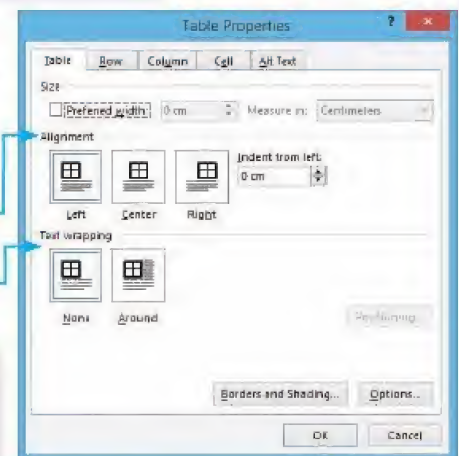 Table Properties ? ×
Table Row Column Cell Alt Text
Size
Preferred width: 0 cm Measure in: Centimeters
Alignment
Indent from left:
0 cm
Left Center Right
Text wrapping
None Around
Positioning...
Borders and Shading... Options...
OK Cancel